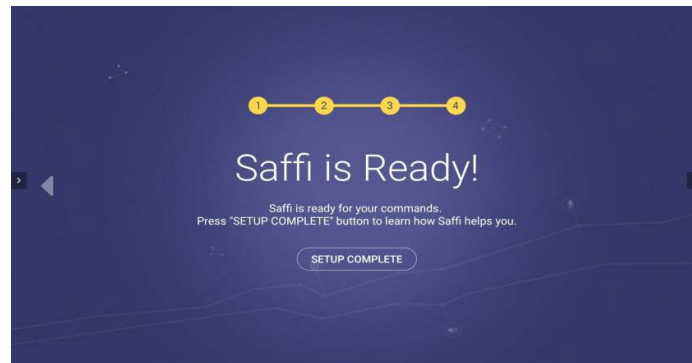 1 2 3 4
Saffi is Ready!
Saffi is ready for your commands.
Press "SETUP COMPLETE" button to learn how Saffi helps you.
SETUP COMPLETE